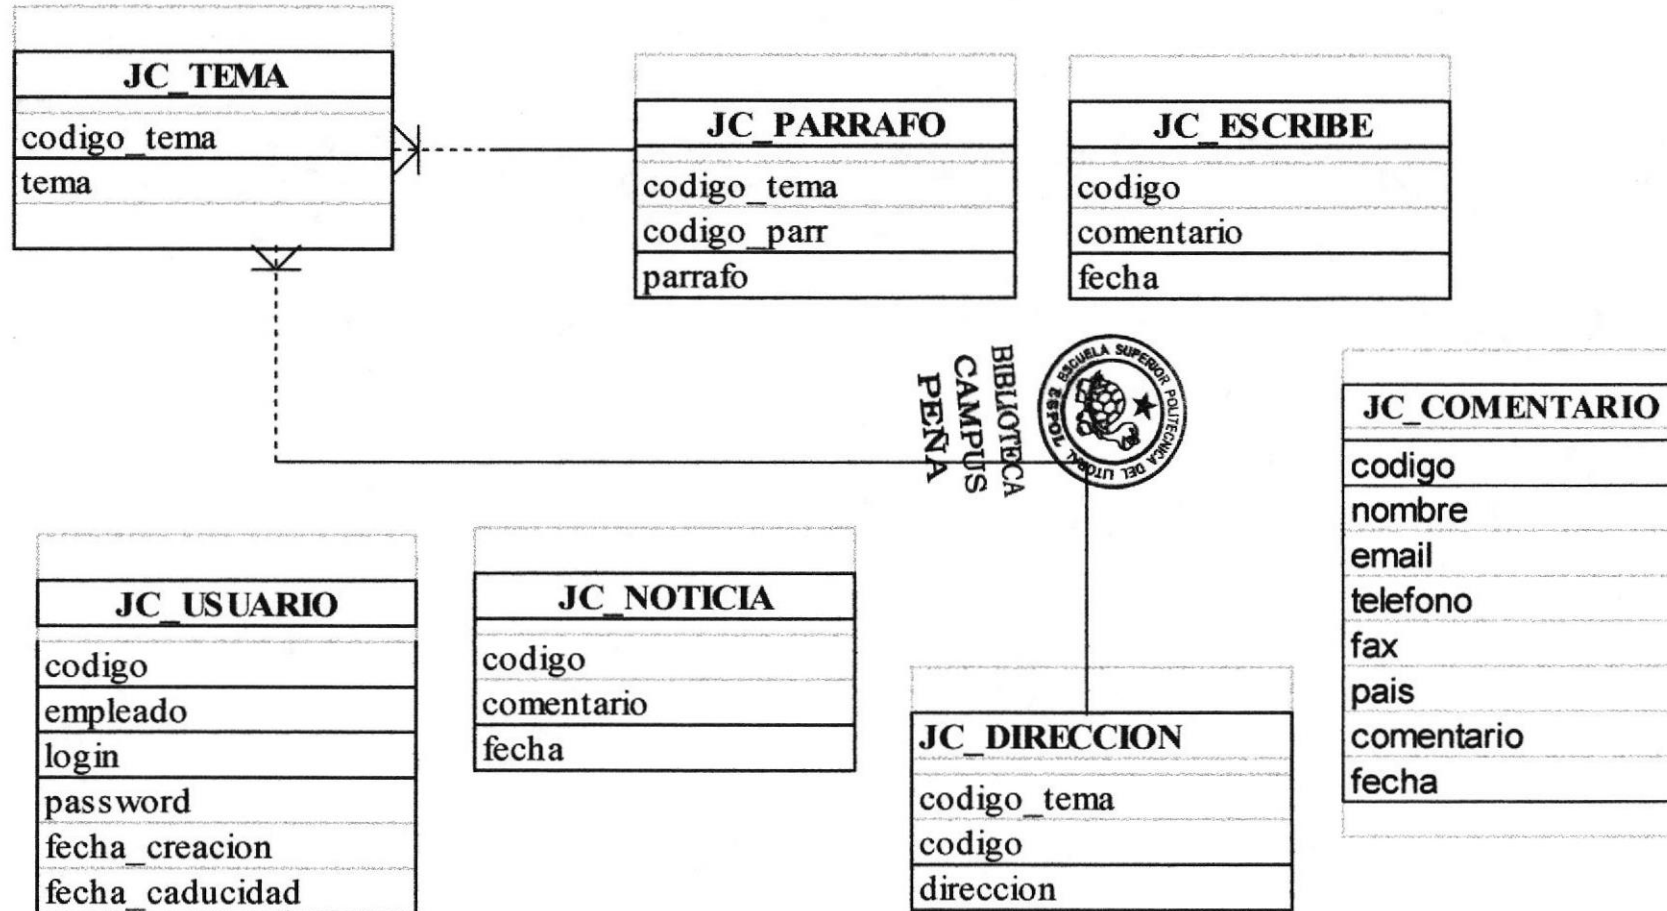 JC_TEMA
codigo_tema
tema
JC_PARRAFO
codigo_tema
codigo_parr
parrafo
JC_ESCRIBE
codigo
comentario
fecha
BIBLIOTECA
CAMPUS
PEÑA
ESCUELA SUPERIOR POLITECNICA DEL LITORAL
ESPOL
JC_COMENTARIO
codigo
nombre
email
telefono
fax
pais
comentario
fecha
JC_USUARIO
codigo
empleado
login
password
fecha_creacion
fecha_caducidad
JC_NOTICIA
codigo
comentario
fecha
JC_DIRECCION
codigo_tema
codigo
direccion